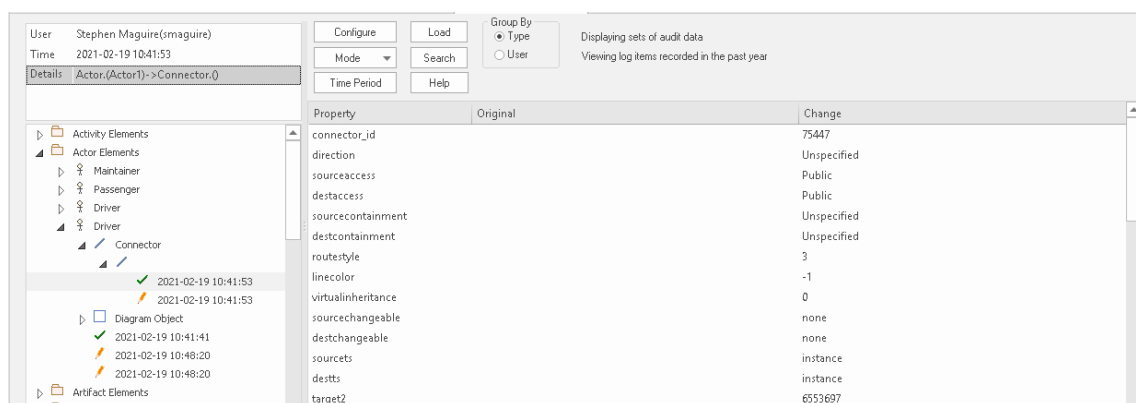 User Stephen Maguire(smaguire)
Time 2021-02-19 10:41:53
Details Actor.(Actor1)->Connector.()
Configure Load
Mode Search
Time Period Help
Group By
Type
User
Displaying sets of audit data
Viewing log items recorded in the past year
Activity Elements
Actor Elements
Maintainer
Passenger
Driver
Driver
Connector
2021-02-19 10:41:53
2021-02-19 10:41:53
Diagram Object
2021-02-19 10:41:41
2021-02-19 10:48:20
2021-02-19 10:48:20
Artifact Elements
Property Original Change
connector_id 75447
direction Unspecified
sourceaccess Public
destaccess Public
sourcecontainment Unspecified
destcontainment Unspecified
routestyle 3
linecolor -1
virtualinheritance 0
sourcechangeable none
destchangeable none
sourcets instance
destts instance
target2 6553697